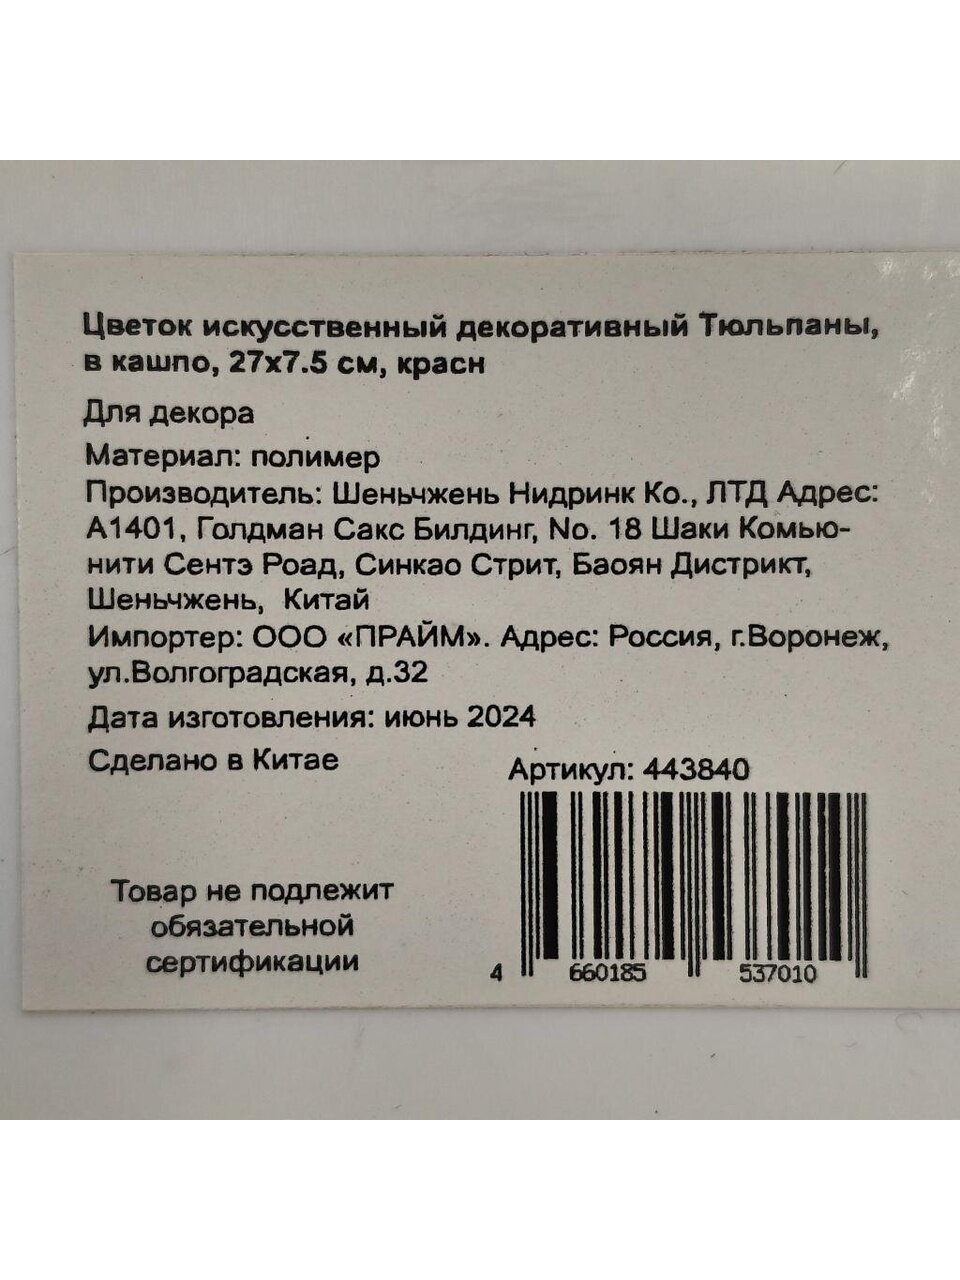 Цветок искусственный декоративный Тюльпаны,
в кашпо, 27x7.5 см, красн
Для декора
Материал: полимер
Производитель: Шеньчжень Нидринк Ко., ЛТД Адрес:
А1401, Голдман Сакс Билдинг, No. 18 Шаки Комью-
нити Сентэ Роад, Синкао Стрит, Баоян Дистрикт,
Шеньчжень, Китай
Импортер: ООО «ПРАЙМ». Адрес: Россия, г.Воронеж,
ул.Волгоградская, д.32
Дата изготовления: июнь 2024
Сделано в Китае
Артикул: 443840
Товар не подлежит
обязательной
сертификации
4 660185 537010